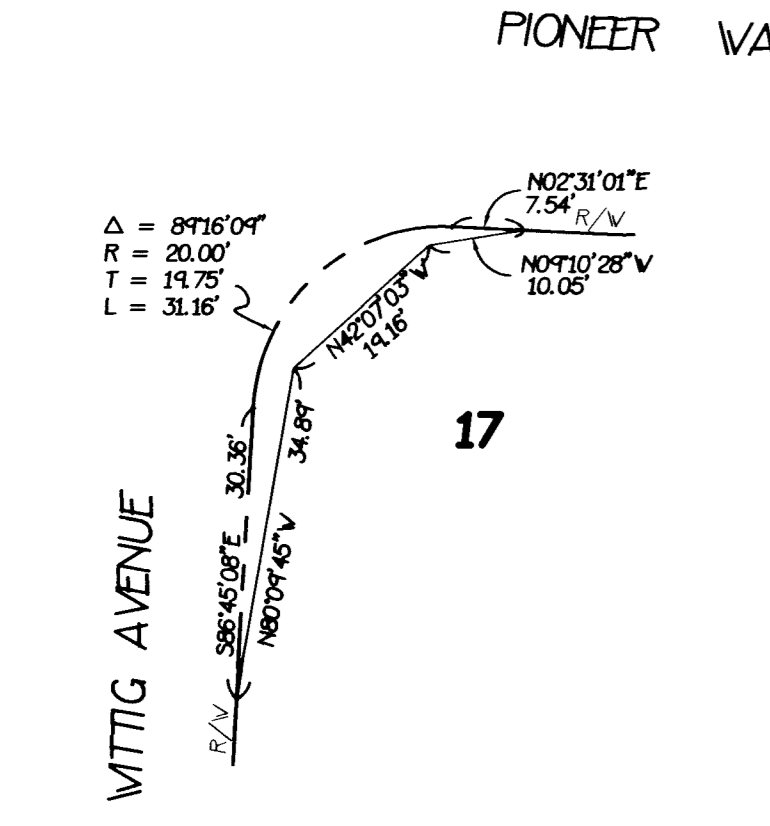 PIONEER WA
N02°31'01"E
7.54'
R/W
Δ = 89°16'09"
R = 20.00'
T = 19.75'
L = 31.16'
N09°10'28"W
10.05'
N42°07'03"W
19.16'
17
34.89'
30.36'
S86°45'08"E
N80°09'45"W
WITTIG AVENUE
R/W